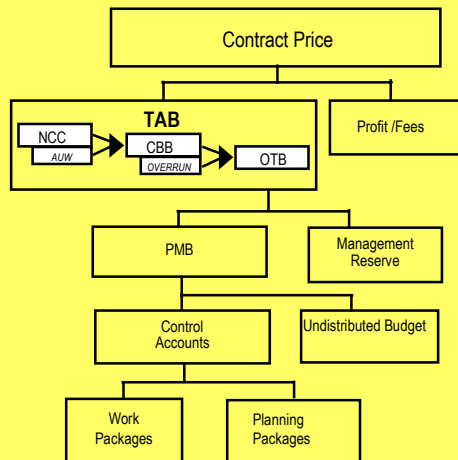 Contract Price
TAB
Profit /Fees
NCC
AUW
CBB
OVERRUN
OTB
PMB
Management
Reserve
Control
Accounts
Undistributed Budget
Work
Packages
Planning
Packages